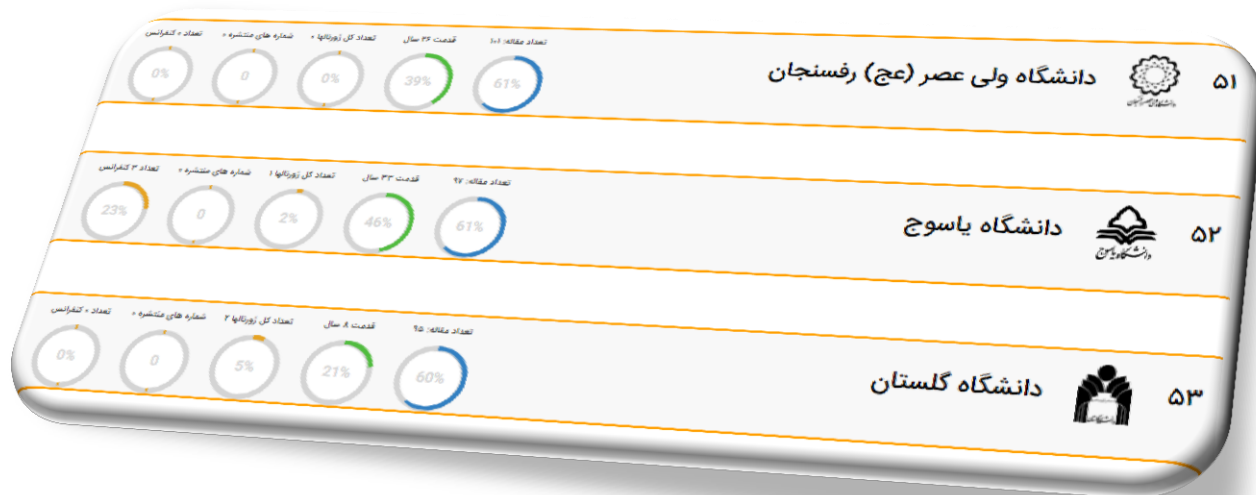 ۵۱
دانشگاه ولی عصر (عج) رفسنجان
تعداد مقاله: ۱۰۱
61%
قدمت ۲۶ سال
39%
تعداد کل ژورنالها ۰
0%
شماره های منتشره ۰
0
تعداد ۰ کنفرانس
0%
۵۲
دانشگاه یاسوج
دانشگاه یاسوج
تعداد مقاله: ۹۷
61%
قدمت ۳۳ سال
46%
تعداد کل ژورنالها ۱
2%
شماره های منتشره ۰
0
تعداد ۳ کنفرانس
23%
۵۳
دانشگاه گلستان
تعداد مقاله: ۹۵
60%
قدمت ۸ سال
21%
تعداد کل ژورنالها ۲
5%
شماره های منتشره ۰
0
تعداد ۰ کنفرانس
0%